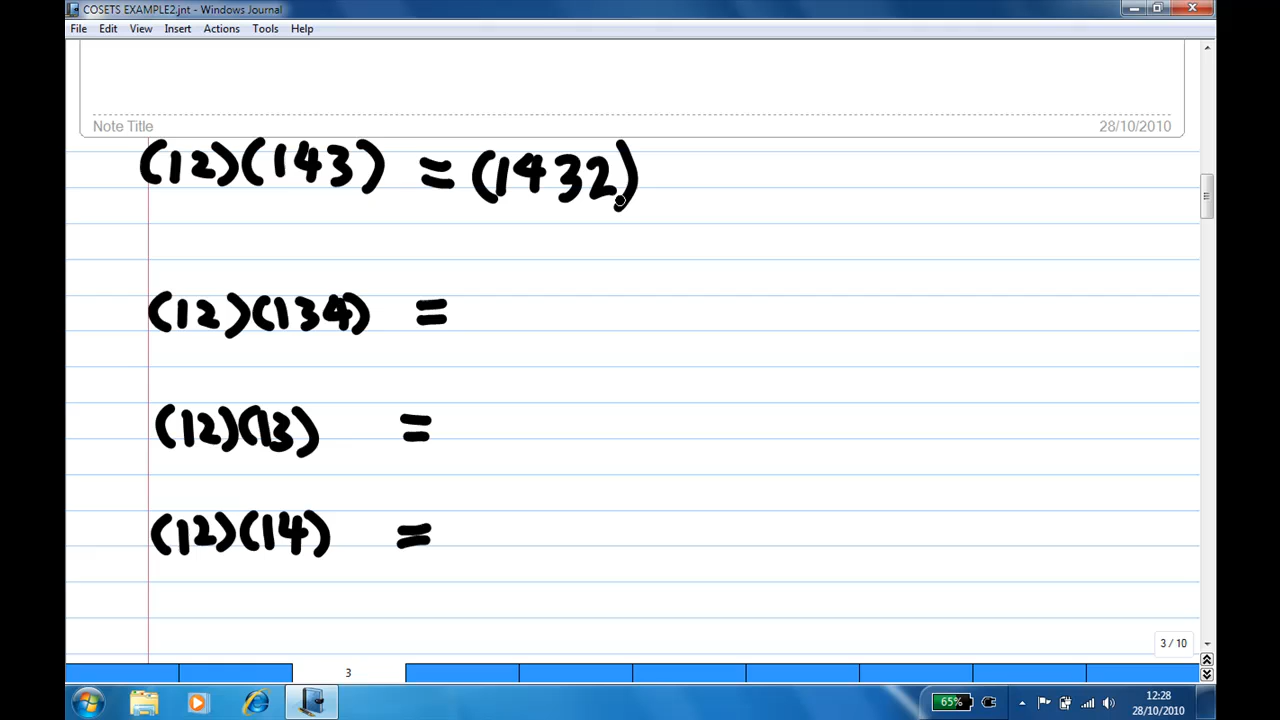 COSETS EXAMPLE2.jnt - Windows Journal
File Edit View Insert Actions Tools Help
Note Title 28/10/2010
(12)(143) = (1432)
(12)(134) =
(12)(13) =
(12)(14) =
3 / 10
3
65% 12:28
28/10/2010